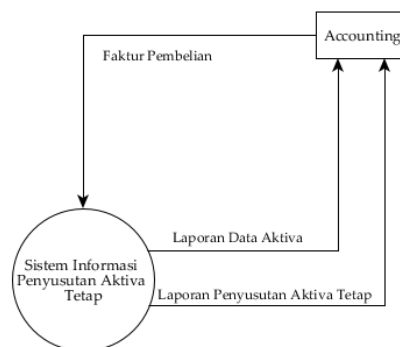 Accounting
Faktur Pembelian
Laporan Data Aktiva
Sistem Informasi
Penyusutan Aktiva
Tetap
Laporan Penyusutan Aktiva Tetap